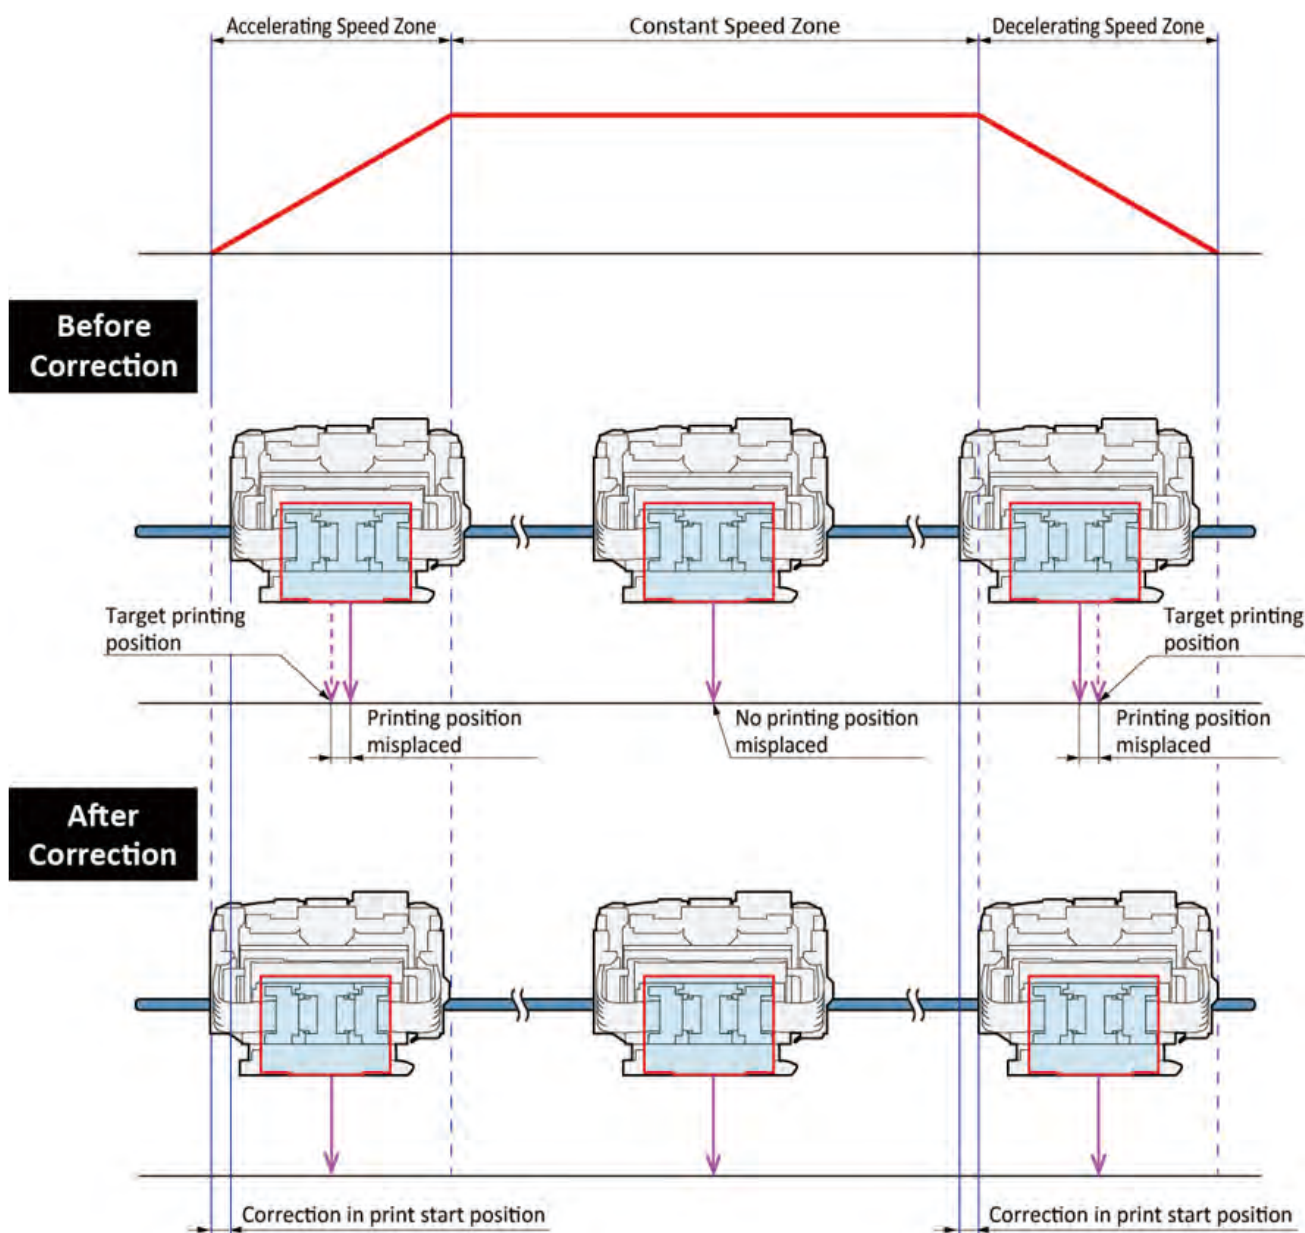 Accelerating Speed Zone
Constant Speed Zone
Decelerating Speed Zone
Before
Correction
Target printing
position
Target printing
position
Printing position
misplaced
No printing position
misplaced
Printing position
misplaced
After
Correction
Correction in print start position
Correction in print start position